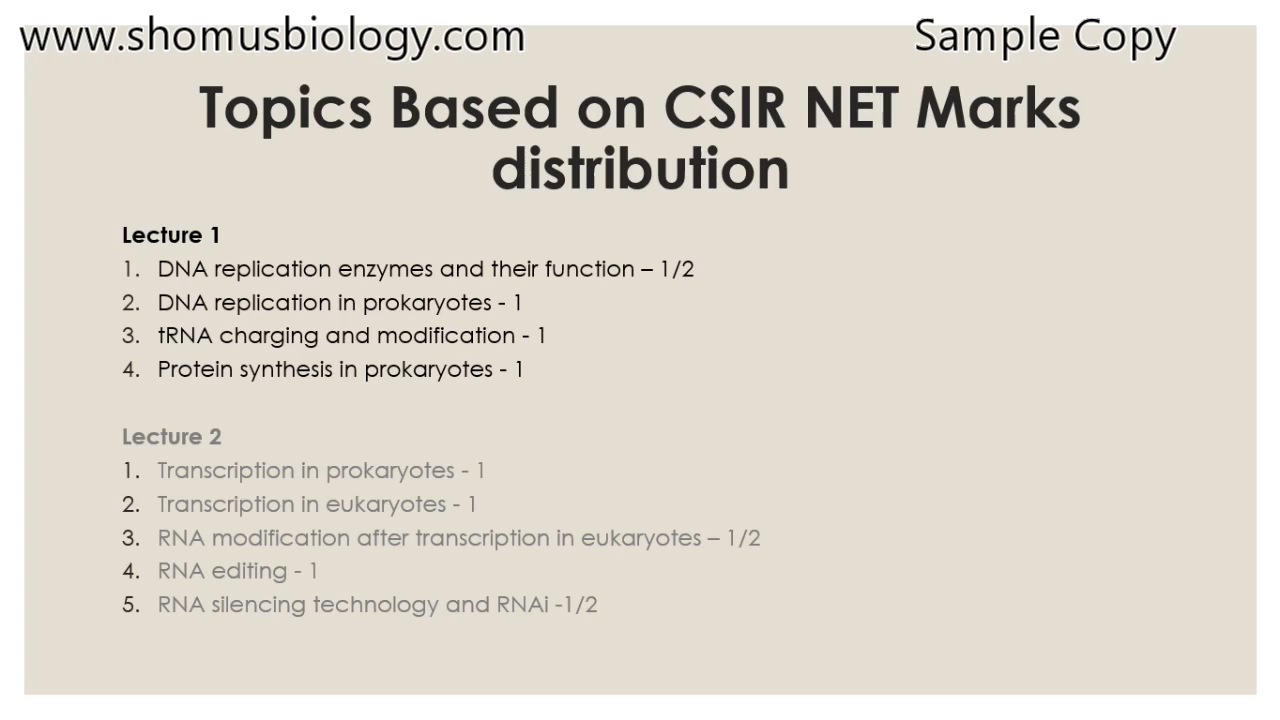 www.shomusbiology.com
Sample Copy
Topics Based on CSIR NET Marks
distribution
Lecture 1
1. DNA replication enzymes and their function – 1/2
2. DNA replication in prokaryotes - 1
3. tRNA charging and modification - 1
4. Protein synthesis in prokaryotes - 1
Lecture 2
1. Transcription in prokaryotes - 1
2. Transcription in eukaryotes - 1
3. RNA modification after transcription in eukaryotes – 1/2
4. RNA editing - 1
5. RNA silencing technology and RNAi -1/2